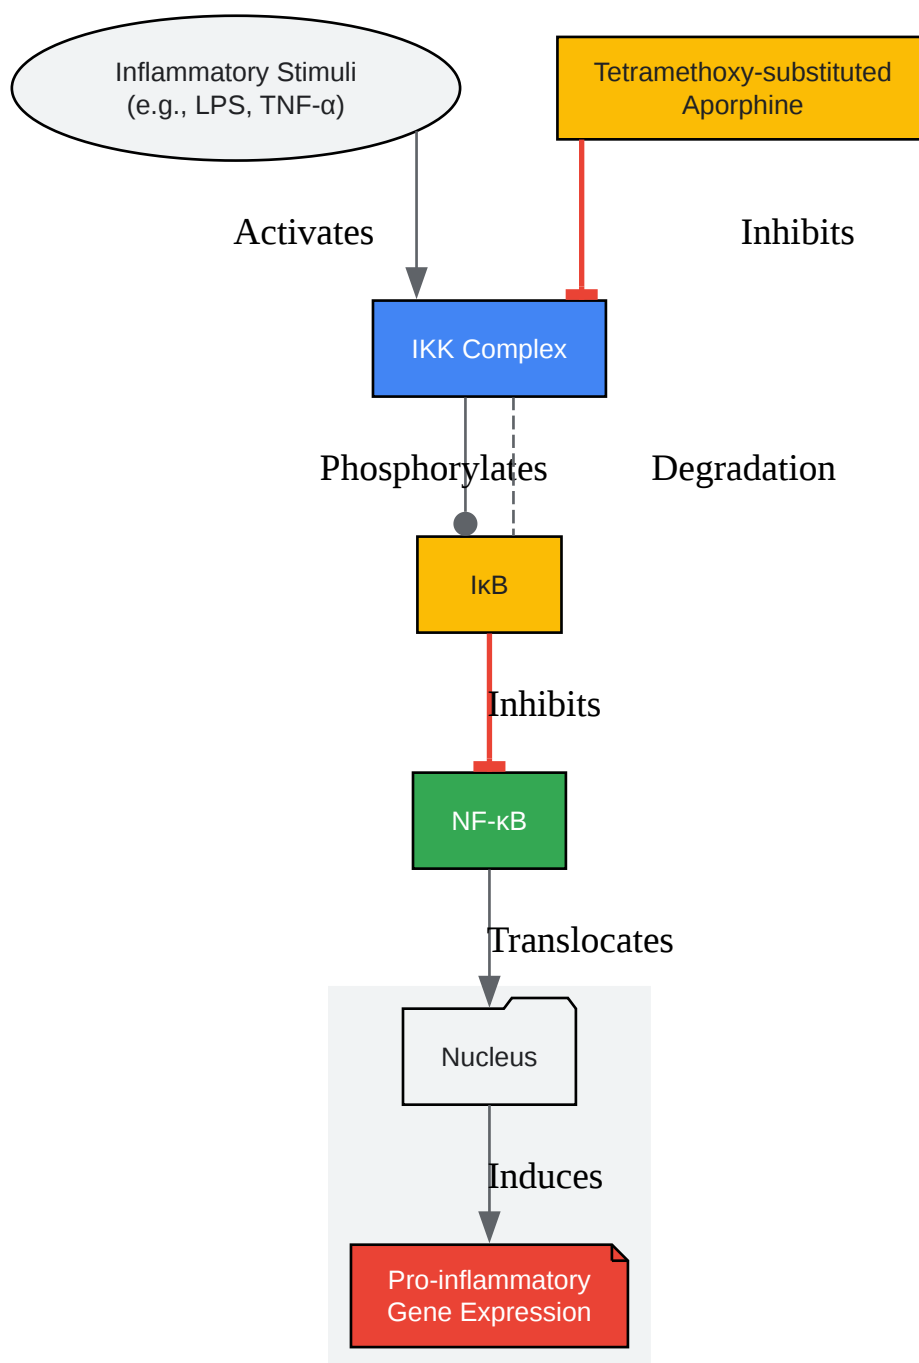 Inflammatory Stimuli
(e.g., LPS, TNF-α)
Tetramethoxy-substituted
Aporphine
Activates
Inhibits
IKK Complex
Phosphorylates
Degradation
IκB
Inhibits
NF-κB
Translocates
Nucleus
Induces
Pro-inflammatory
Gene Expression